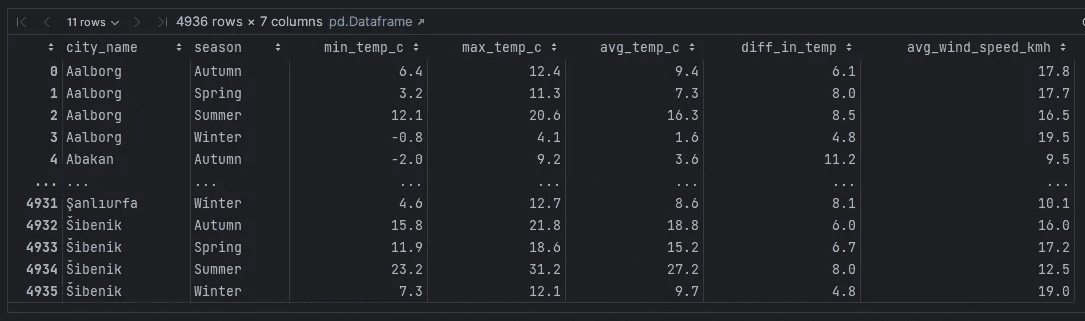 11 rows 4936 rows × 7 columns pd.Dataframe
city_name season min_temp_c max_temp_c avg_temp_c diff_in_temp avg_wind_speed_kmh
0 Aalborg Autumn 6.4 12.4 9.4 6.1 17.8
1 Aalborg Spring 3.2 11.3 7.3 8.0 17.7
2 Aalborg Summer 12.1 20.6 16.3 8.5 16.5
3 Aalborg Winter -0.8 4.1 1.6 4.8 19.5
4 Abakan Autumn -2.0 9.2 3.6 11.2 9.5
... ... ... ... ... ... ... ...
4931 Şanlıurfa Winter 4.6 12.7 8.6 8.1 10.1
4932 Šibenik Autumn 15.8 21.8 18.8 6.0 16.0
4933 Šibenik Spring 11.9 18.6 15.2 6.7 17.2
4934 Šibenik Summer 23.2 31.2 27.2 8.0 12.5
4935 Šibenik Winter 7.3 12.1 9.7 4.8 19.0